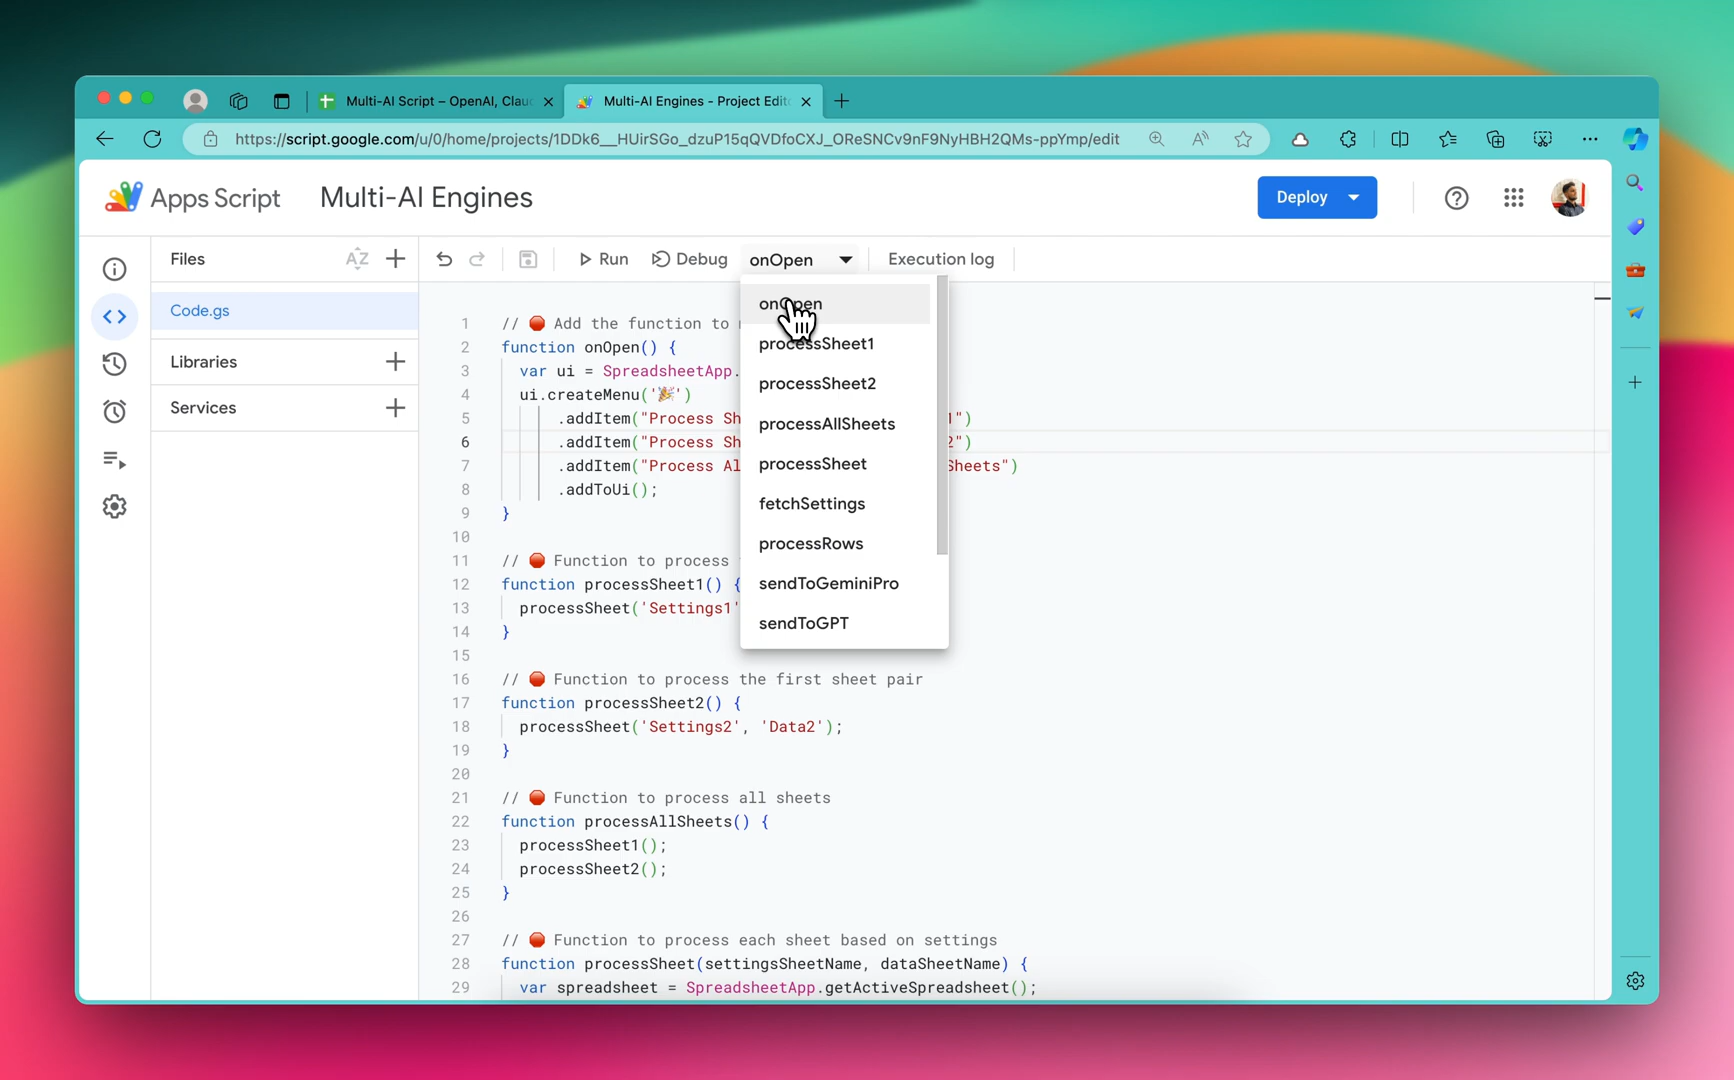 Multi-AI Script – OpenAI, Clau
Multi-AI Engines - Project Edit
https://script.google.com/u/0/home/projects/1DDk6__HUirSGo_dzuP15qQVDfoCXJ_OReSNCv9nF9NyHBH2QMs-ppYmp/edit
Apps Script
Multi-AI Engines
Deploy
Files
AZ
Run
Debug
onOpen
Execution log
Code.gs
Libraries
Services
onOpen
processSheet1
processSheet2
processAllSheets
processSheet
fetchSettings
processRows
sendToGeminiPro
sendToGPT
1 // 🛑 Add the function to
2 function onOpen() {
3 var ui = SpreadsheetApp.
4 ui.createMenu('🎉')
5 .addItem("Process Sh 1")
6 .addItem("Process Sh 2")
7 .addItem("Process Al Sheets")
8 .addToUi();
9 }
10
11 // 🛑 Function to process
12 function processSheet1() {
13 processSheet('Settings1'
14 }
15
16 // 🛑 Function to process the first sheet pair
17 function processSheet2() {
18 processSheet('Settings2', 'Data2');
19 }
20
21 // 🛑 Function to process all sheets
22 function processAllSheets() {
23 processSheet1();
24 processSheet2();
25 }
26
27 // 🛑 Function to process each sheet based on settings
28 function processSheet(settingsSheetName, dataSheetName) {
29 var spreadsheet = SpreadsheetApp.getActiveSpreadsheet();